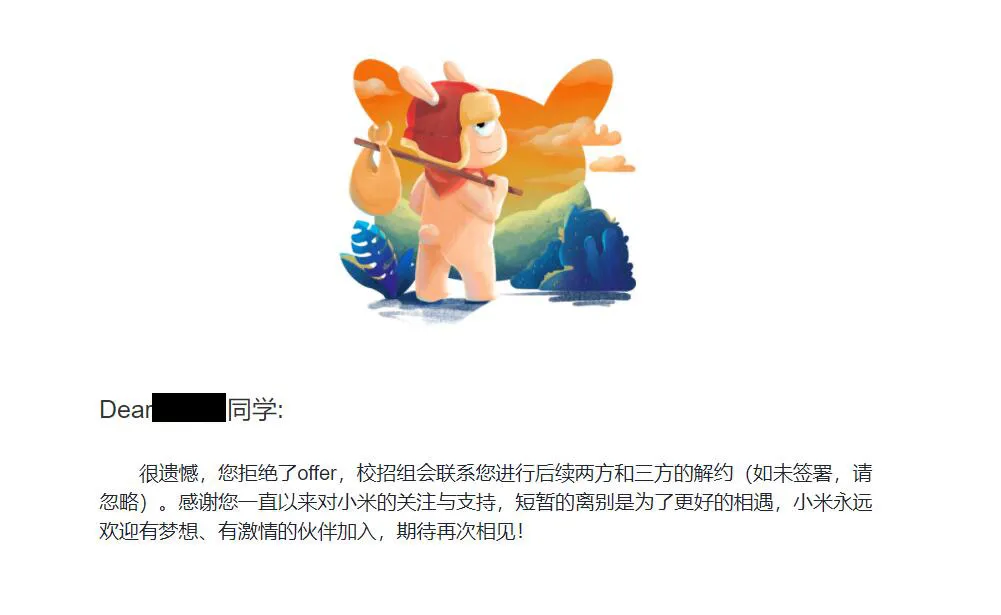 Dear同学:
很遗憾，您拒绝了offer，校招组会联系您进行后续两方和三方的解约（如未签署，请
忽略）。感谢您一直以来对小米的关注与支持，短暂的离别是为了更好的相遇，小米永远
欢迎有梦想、有激情的伙伴加入，期待再次相见！